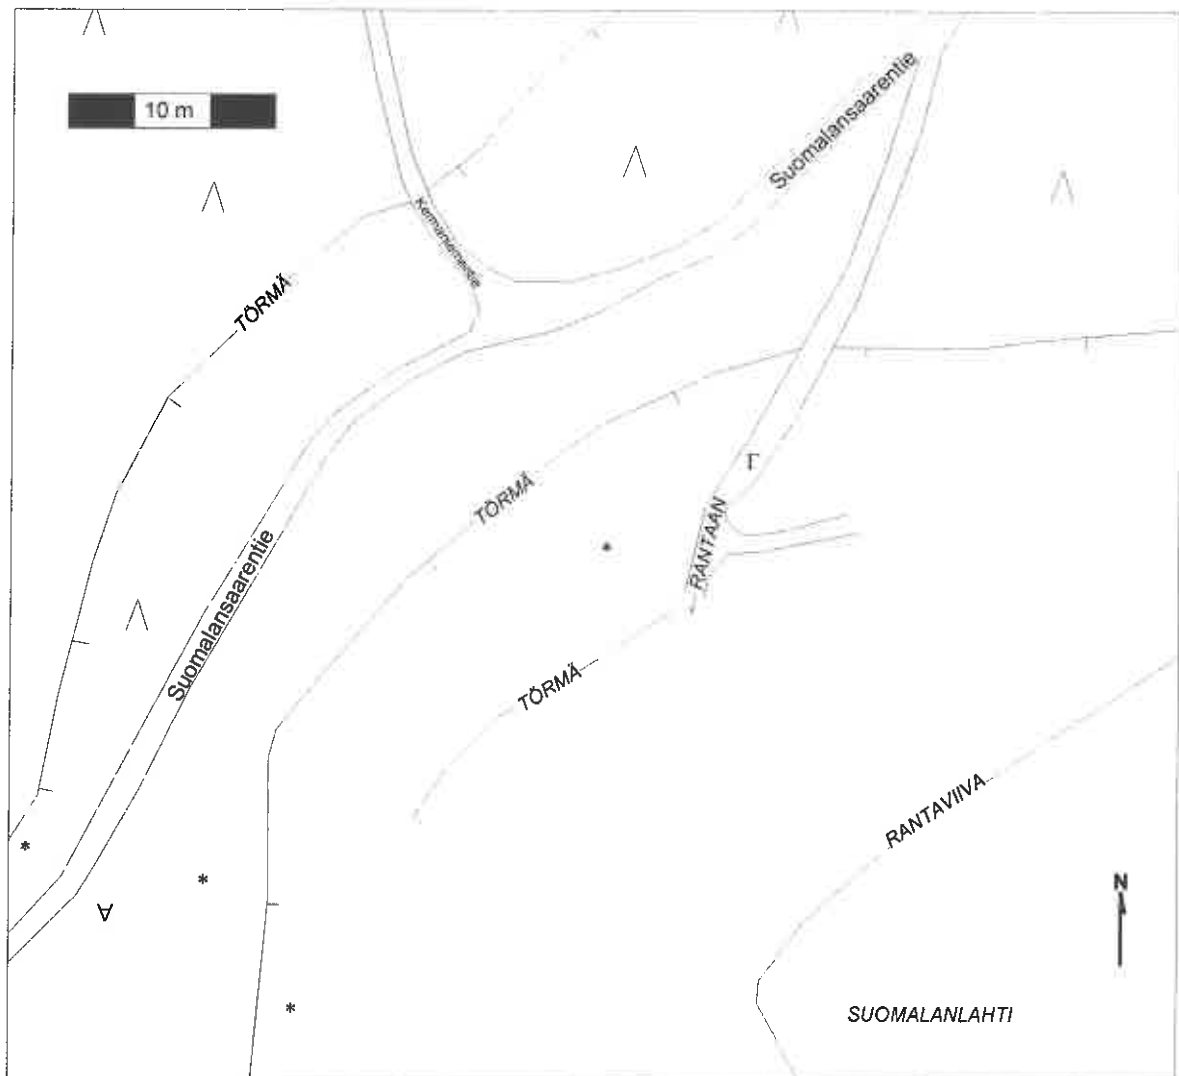 Suomalansaarentie
10 m
TÖRMÄ
TÖRMÄ
RANTAAN
Suomalansaarentie
TÖRMÄ
RANTAVIIVA
N
SUOMALANLAHTI